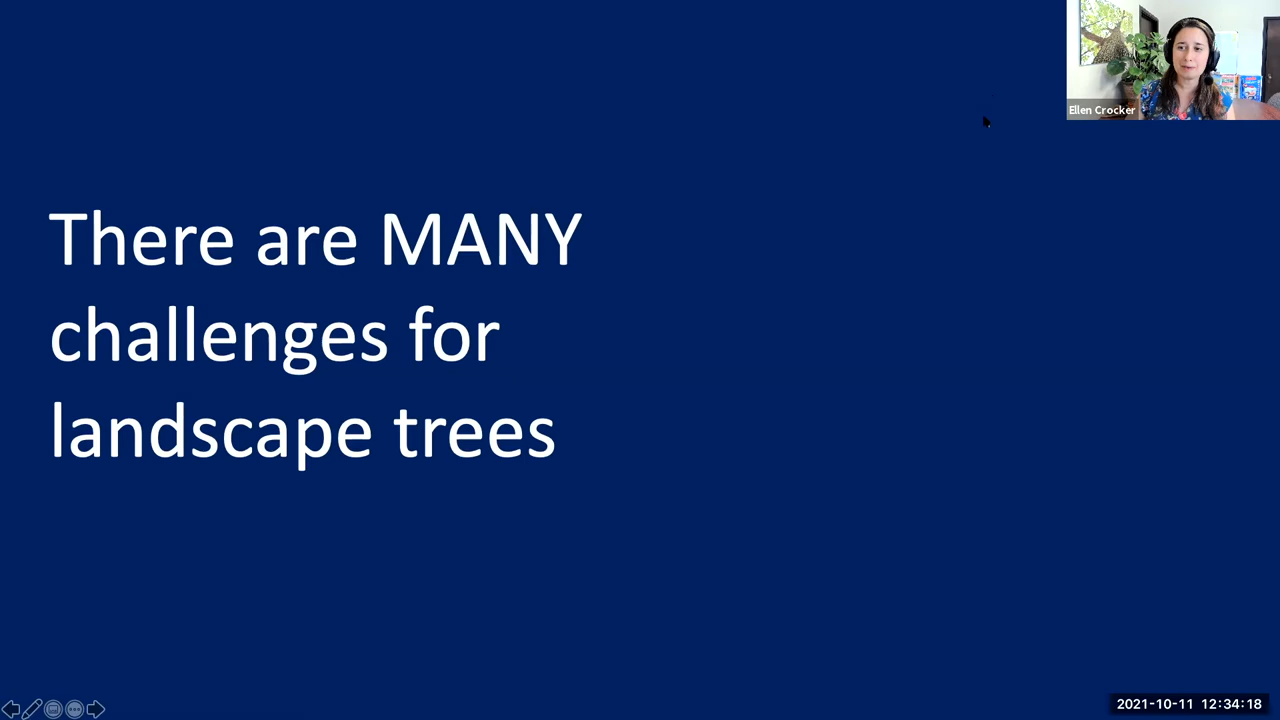 Ellen Crocker
There are MANY
challenges for
landscape trees
2021-10-11 12:34:18